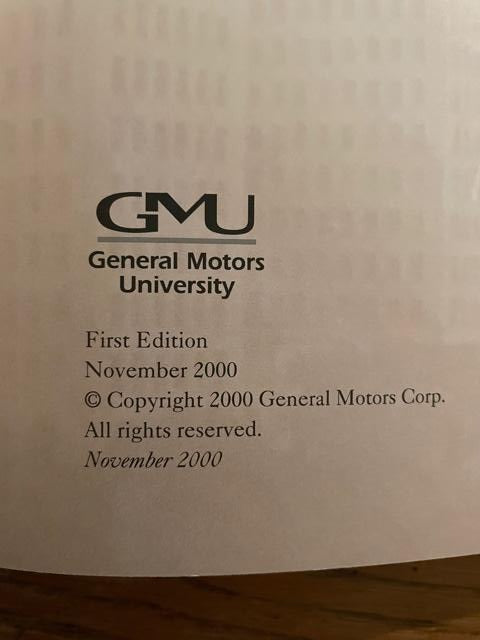 GMU
General Motors
University
First Edition
November 2000
© Copyright 2000 General Motors Corp.
All rights reserved.
November 2000